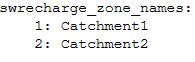 swrecharge_zone_names:
1: Catchment1
2: Catchment2